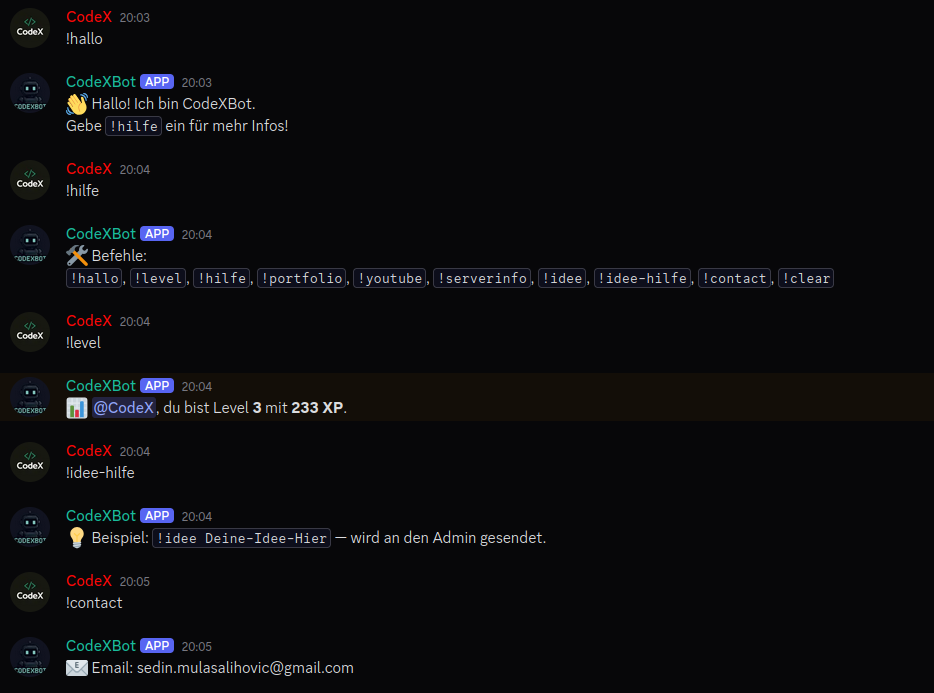 CodeX 20:03
</> CodeX
!hallo
CodeXBot APP 20:03
CODEXBOT
👋 Hallo! Ich bin CodeXBot.
Gebe !hilfe ein für mehr Infos!
CodeX 20:04
</> CodeX
!hilfe
CodeXBot APP 20:04
CODEXBOT
🛠 Befehle:
!hallo, !level, !hilfe, !portfolio, !youtube, !serverinfo, !idee, !idee-hilfe, !contact, !clear
CodeX 20:04
</> CodeX
!level
CodeXBot APP 20:04
CODEXBOT
📊 @CodeX, du bist Level 3 mit 233 XP.
CodeX 20:04
</> CodeX
!idee-hilfe
CodeXBot APP 20:04
CODEXBOT
💡 Beispiel: !idee Deine-Idee-Hier — wird an den Admin gesendet.
CodeX 20:05
</> CodeX
!contact
CodeXBot APP 20:05
CODEXBOT
📧 Email: sedin.mulasalihovic@gmail.com